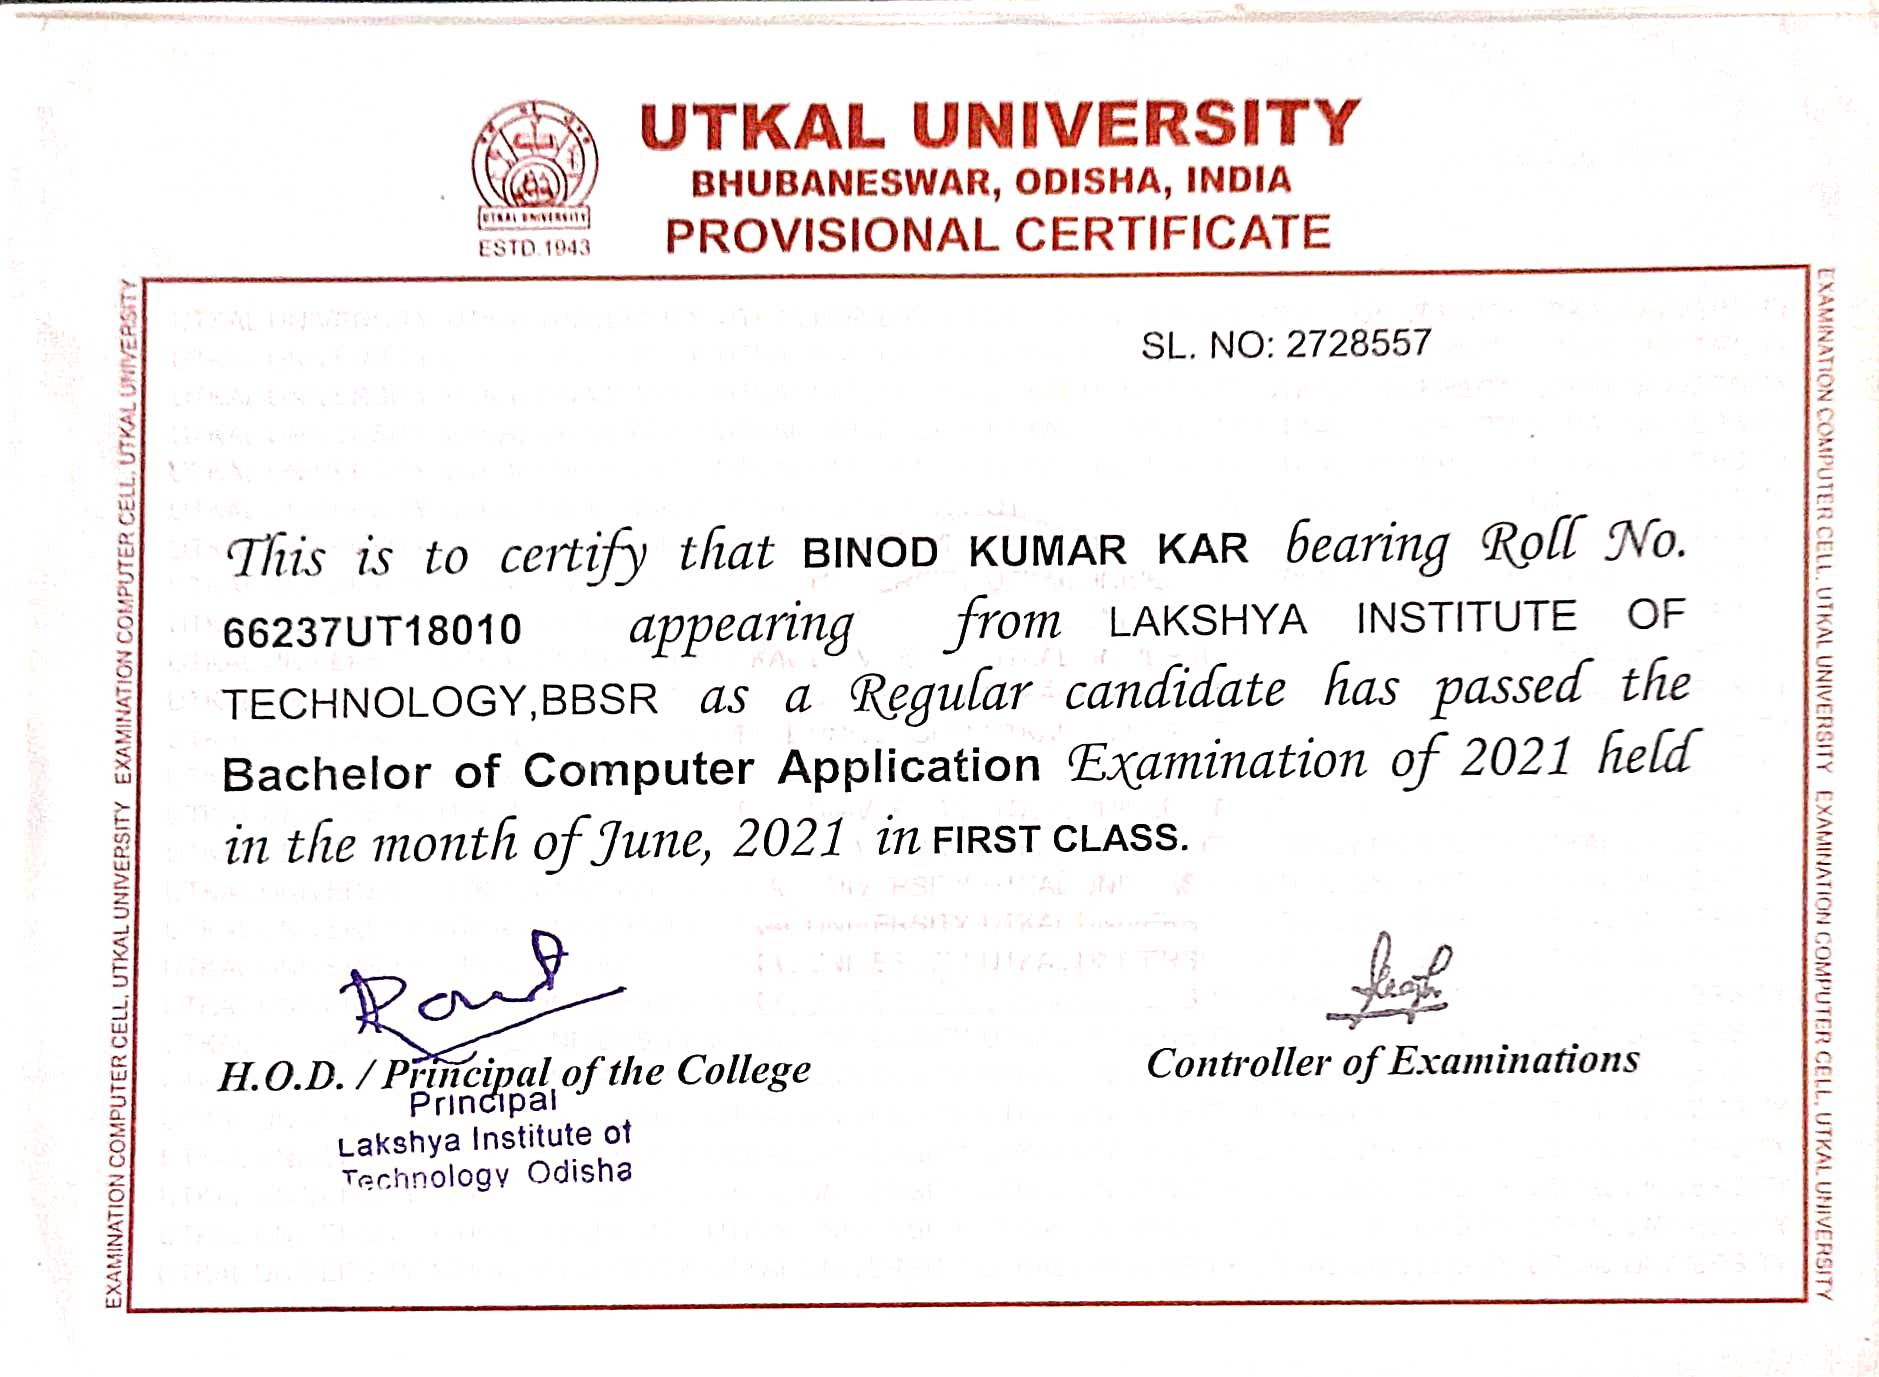 UTKAL UNIVERSITY
BHUBANESWAR, ODISHA, INDIA
PROVISIONAL CERTIFICATE
UTKAL UNIVERSITY
ESTD.1943
SL. NO: 2728557
This is to certify that BINOD KUMAR KAR bearing Roll No.
66237UT18010 appearing from LAKSHYA INSTITUTE OF
TECHNOLOGY,BBSR as a Regular candidate has passed the
Bachelor of Computer Application Examination of 2021 held
in the month of June, 2021 in FIRST CLASS.
H.O.D. / Principal of the College
Principal
Lakshya Institute of
Technology Odisha
Controller of Examinations
EXAMINATION COMPUTER CELL, UTKAL UNIVERSITY EXAMINATION COMPUTER CELL, UTKAL UNIVERSITY
EXAMINATION COMPUTER CELL, UTKAL UNIVERSITY EXAMINATION COMPUTER CELL, UTKAL UNIVERSITY